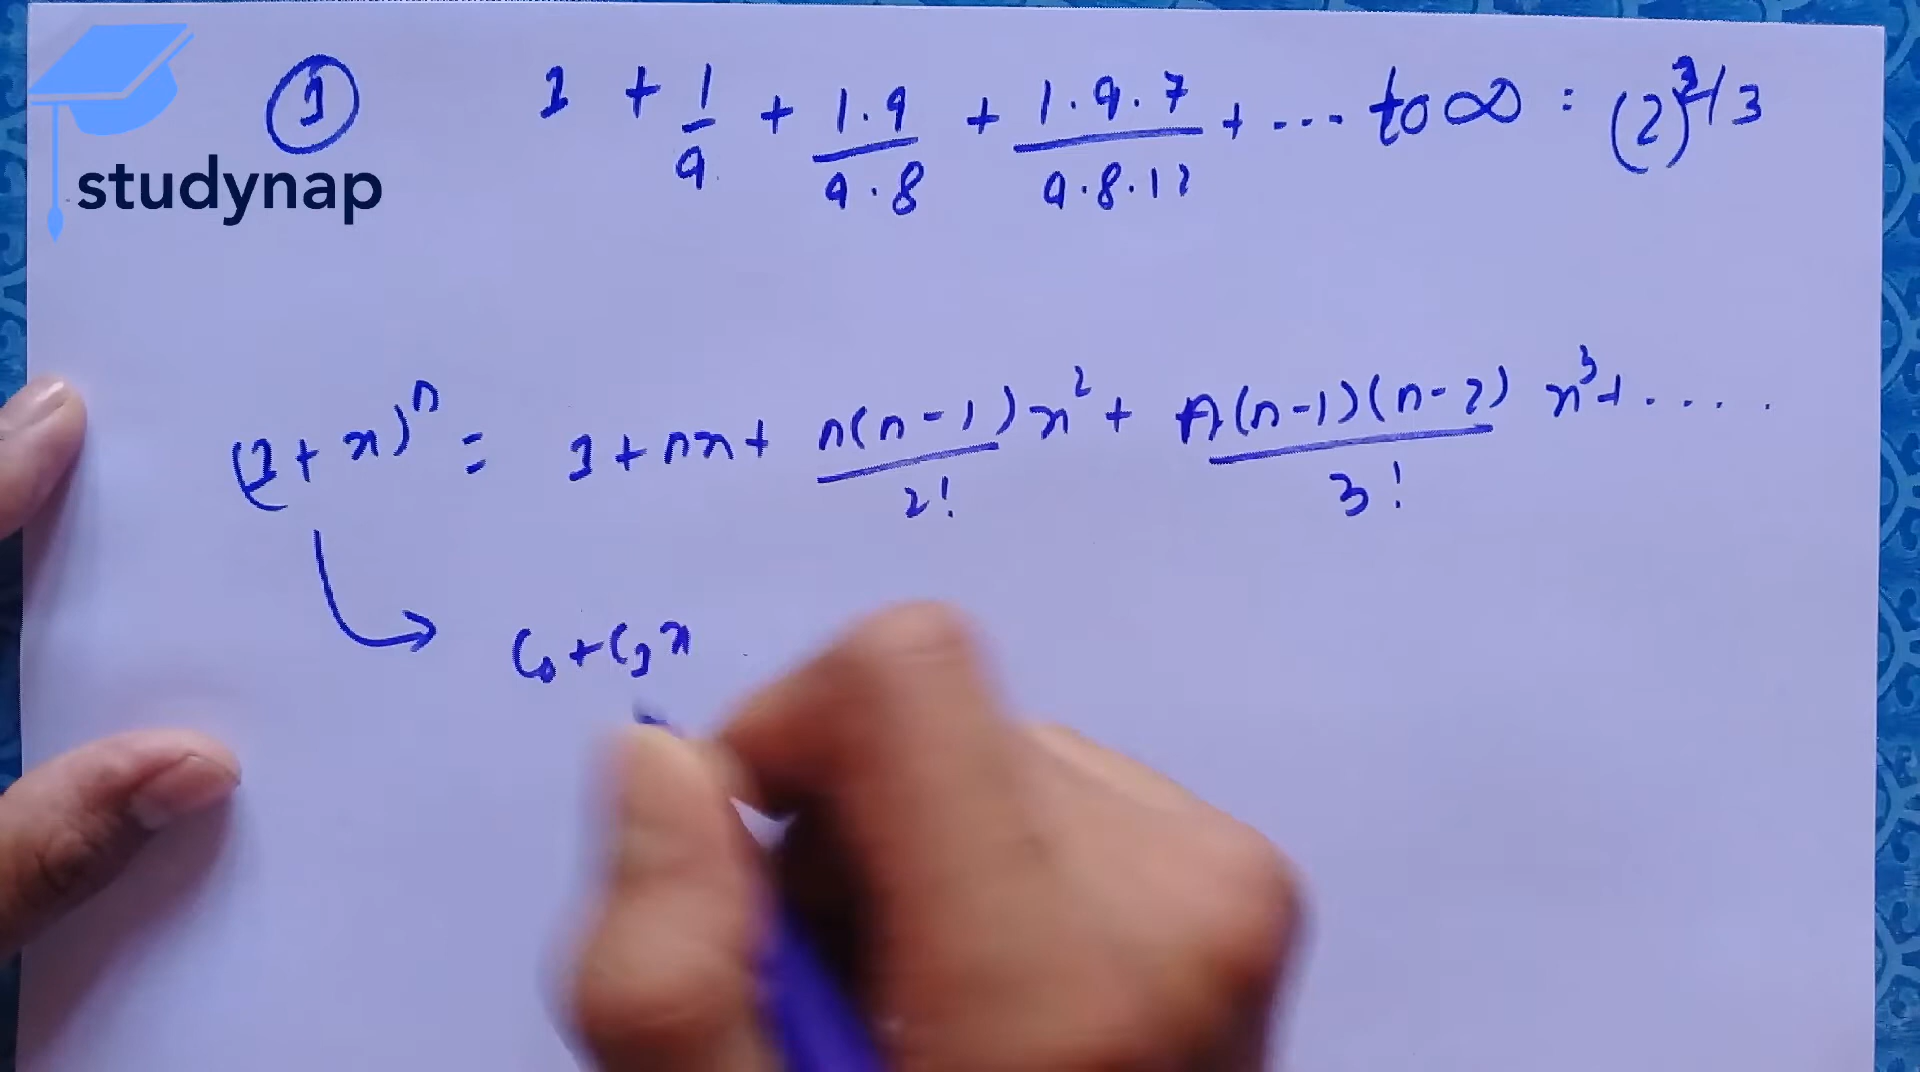 studynap
① 1 + 1/4 + 1·4/4·8 + 1·4·7/4·8·12 + ... to ∞ = (2)^2/3
(1+x)^n = 1 + nx + n(n-1)/2! x^2 + n(n-1)(n-2)/3! x^3 + .....
→ C0 + C1x